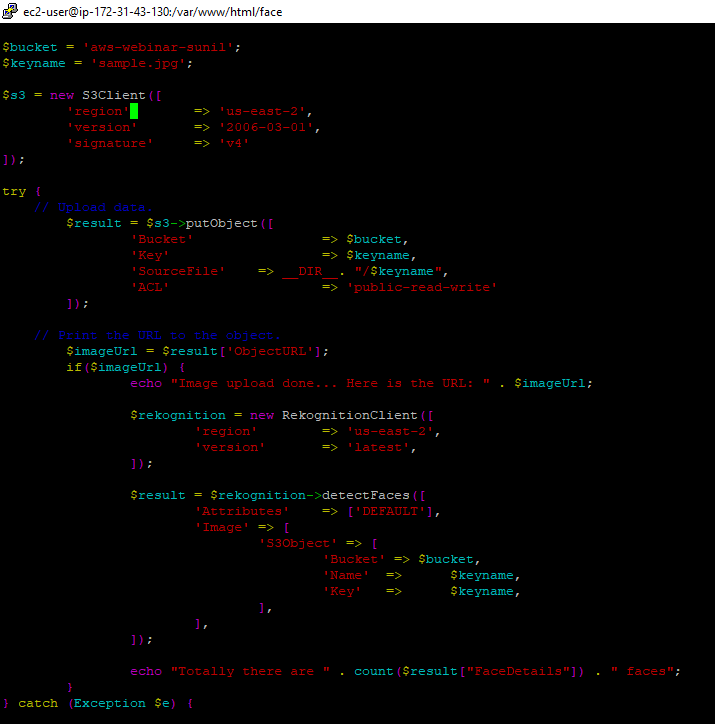 ec2-user@ip-172-31-43-130:/var/www/html/face
$bucket = 'aws-webinar-sunil';
$keyname = 'sample.jpg';
$s3 = new S3Client([
'region' => 'us-east-2',
'version' => '2006-03-01',
'signature' => 'v4'
]);
try {
// Upload data.
$result = $s3->putObject([
'Bucket' => $bucket,
'Key' => $keyname,
'SourceFile' => __DIR__. "/$keyname",
'ACL' => 'public-read-write'
]);
// Print the URL to the object.
$imageUrl = $result['ObjectURL'];
if($imageUrl) {
echo "Image upload done... Here is the URL: " . $imageUrl;
$rekognition = new RekognitionClient([
'region' => 'us-east-2',
'version' => 'latest',
]);
$result = $rekognition->detectFaces([
'Attributes' => ['DEFAULT'],
'Image' => [
'S3Object' => [
'Bucket' => $bucket,
'Name' => $keyname,
'Key' => $keyname,
],
],
]);
echo "Totally there are " . count($result["FaceDetails"]) . " faces";
}
} catch (Exception $e) {